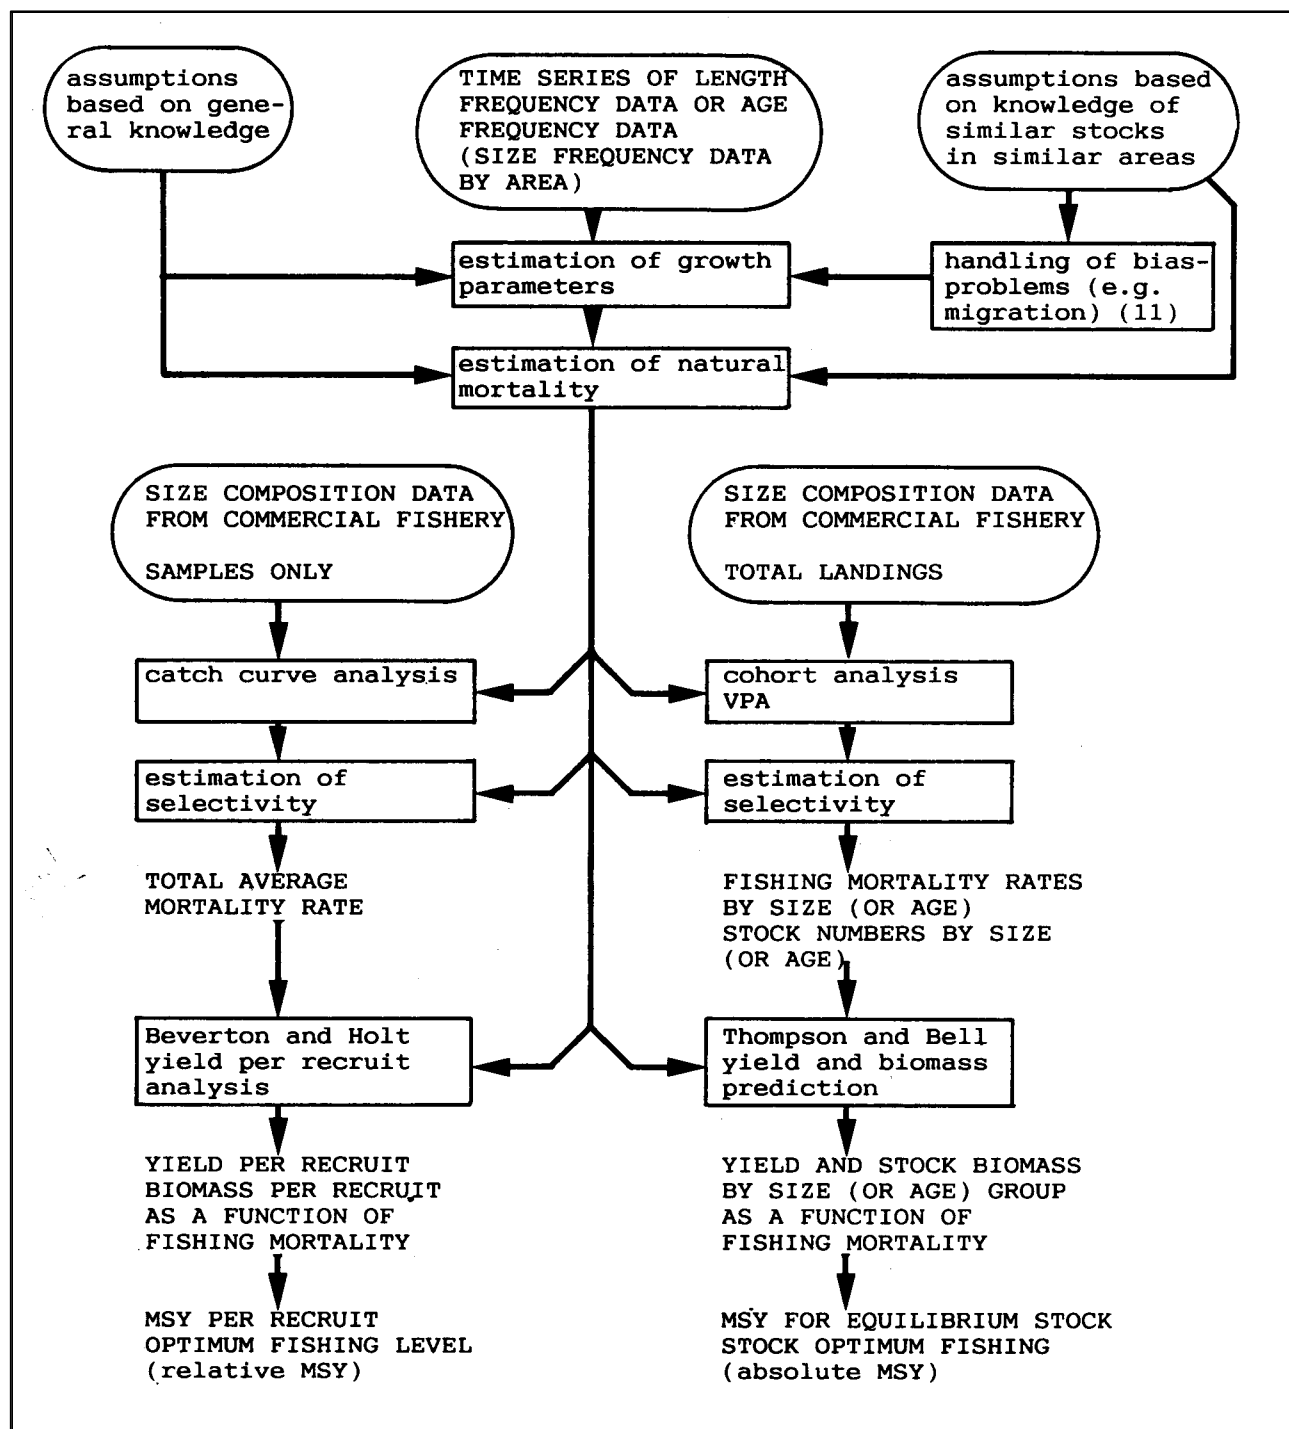 assumptions
based on gene-
ral knowledge
TIME SERIES OF LENGTH
FREQUENCY DATA OR AGE
FREQUENCY DATA
(SIZE FREQUENCY DATA
BY AREA)
assumptions based
on knowledge of
similar stocks
in similar areas
estimation of growth
parameters
handling of bias-
problems (e.g.
migration) (11)
estimation of natural
mortality
SIZE COMPOSITION DATA
FROM COMMERCIAL FISHERY
SAMPLES ONLY
SIZE COMPOSITION DATA
FROM COMMERCIAL FISHERY
TOTAL LANDINGS
catch curve analysis
cohort analysis
VPA
estimation of
selectivity
estimation of
selectivity
TOTAL AVERAGE
MORTALITY RATE
FISHING MORTALITY RATES
BY SIZE (OR AGE)
STOCK NUMBERS BY SIZE
(OR AGE)
Beverton and Holt
yield per recruit
analysis
Thompson and Bell
yield and biomass
prediction
YIELD PER RECRUIT
BIOMASS PER RECRUIT
AS A FUNCTION OF
FISHING MORTALITY
YIELD AND STOCK BIOMASS
BY SIZE (OR AGE) GROUP
AS A FUNCTION OF
FISHING MORTALITY
MSY PER RECRUIT
OPTIMUM FISHING LEVEL
(relative MSY)
MSY FOR EQUILIBRIUM STOCK
STOCK OPTIMUM FISHING
(absolute MSY)